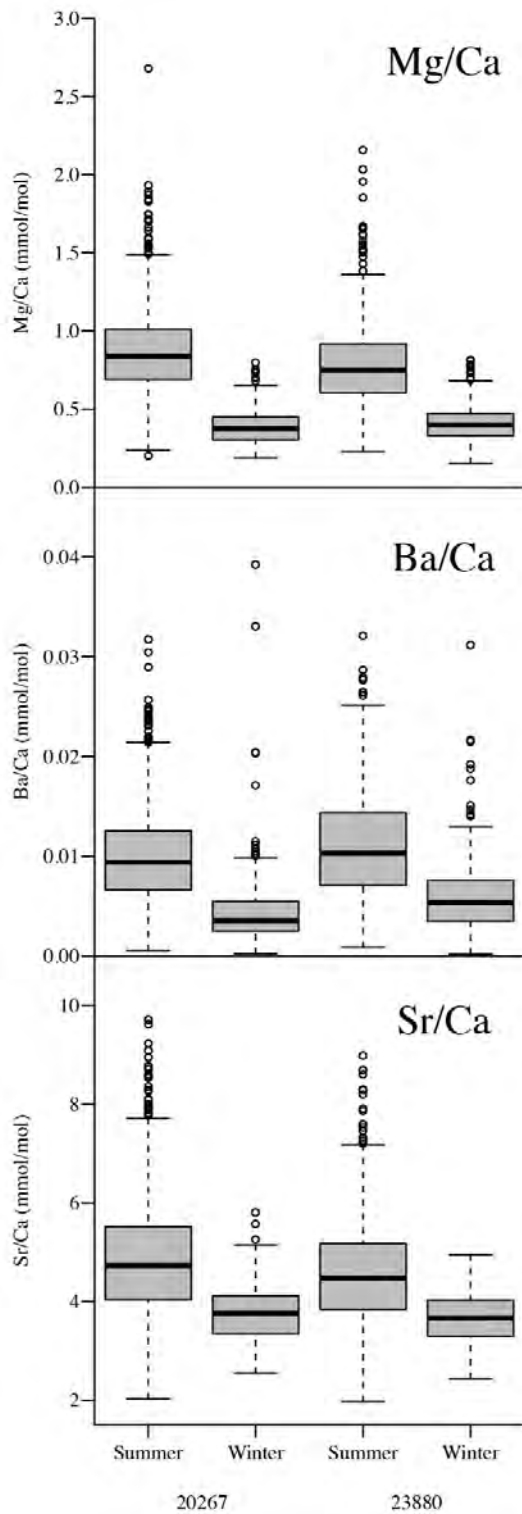 Mg/Ca
Mg/Ca (mmol/mol)
3.0
2.5
2.0
1.5
1.0
0.5
0.0
Ba/Ca
Ba/Ca (mmol/mol)
0.04
0.03
0.02
0.01
0.00
Sr/Ca
Sr/Ca (mmol/mol)
10
8
6
4
2
Summer Winter Summer Winter
20267 23880